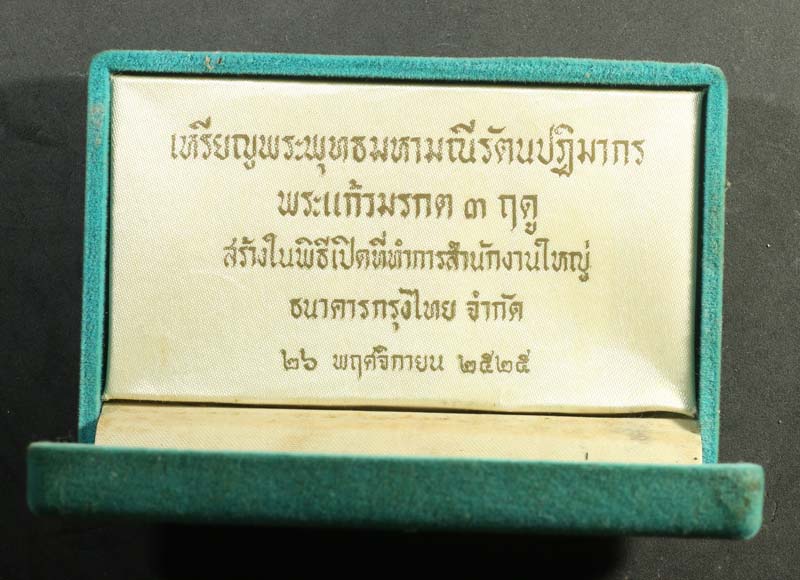 เหรียญพระพุทธมหามณีรัตนปฏิมากร
พระแก้วมรกต ๓ ฤดู
สร้างในพิธีเปิดที่ทำการสำนักงานใหญ่
ธนาคารกรุงไทย จำกัด
๒๖ พฤศจิกายน ๒๕๒๕